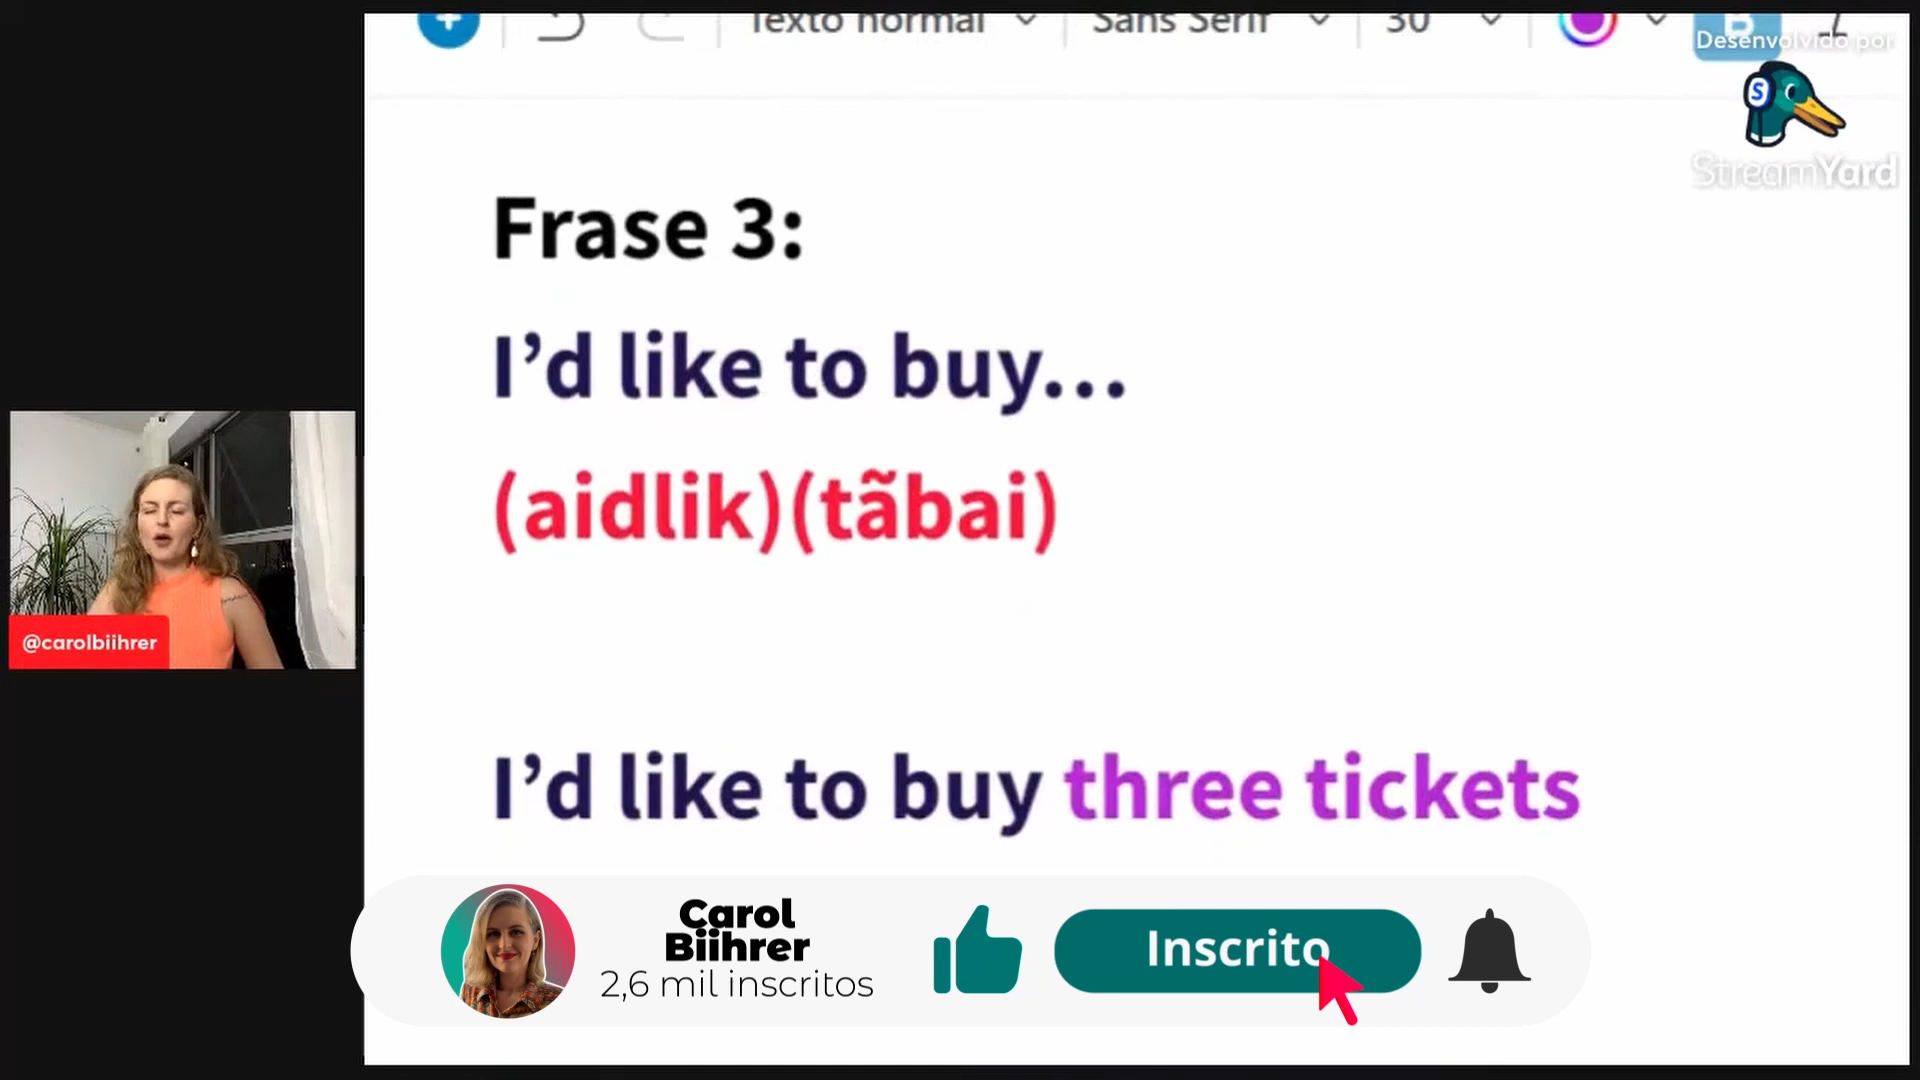 Texto normal
Sans Serif
30
B
Desenvolvido por
S
StreamYard
Frase 3:
I’d like to buy...
(aidlik)(tãbai)
@carolbiihrer
I’d like to buy three tickets
Carol
Biihrer
2,6 mil inscritos
Inscrito